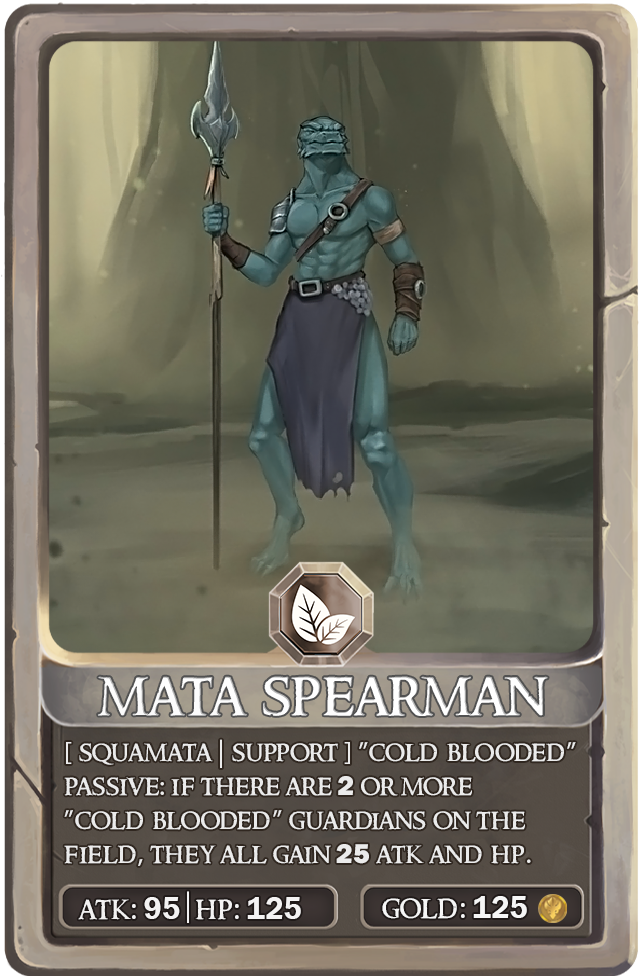 MATA SPEARMAN
[ SQUAMATA | SUPPORT ] "COLD BLOODED"
PASSIVE: IF THERE ARE 2 OR MORE
"COLD BLOODED" GUARDIANS ON THE
FIELD, THEY ALL GAIN 25 ATK AND HP.
ATK: 95 | HP: 125
GOLD: 125